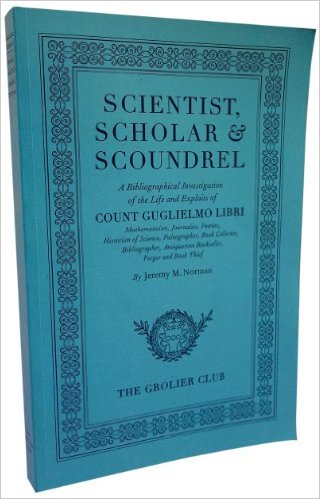 SCIENTIST,
SCHOLAR &
SCOUNDREL
A Bibliographical Investigation
of the Life and Exploits of
COUNT GUGLIELMO LIBRI
Mathematician, Journalist, Patriot,
Historian of Science, Paleographer, Book Collector,
Bibliographer, Antiquarian Bookseller,
Forger and Book Thief
By Jeremy M. Norman
THE GROLIER CLUB